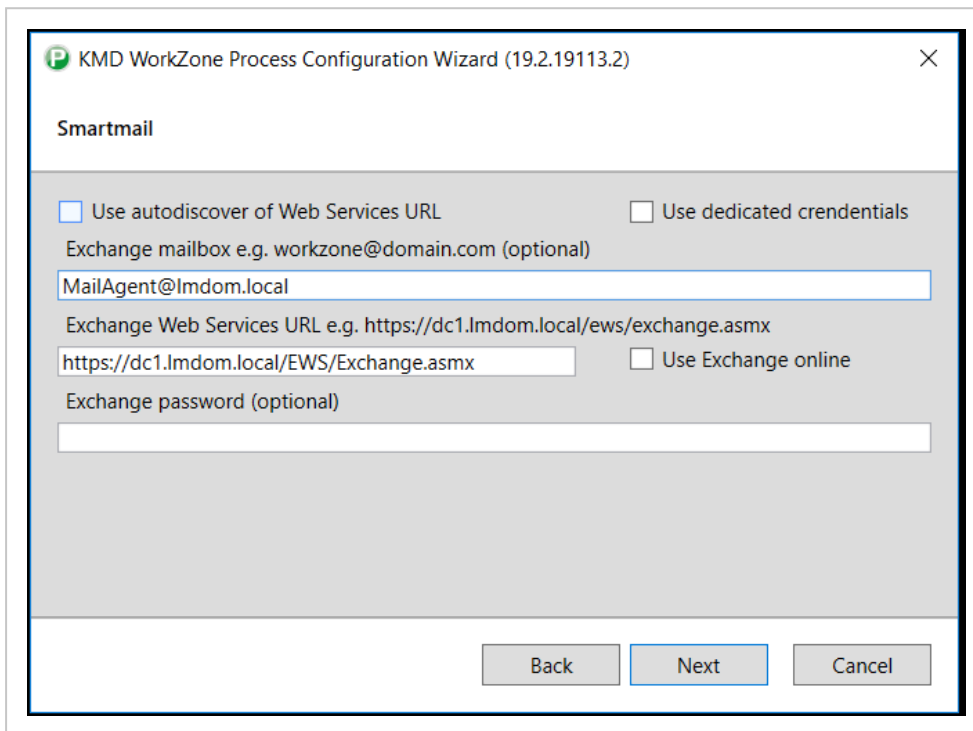 P KMD WorkZone Process Configuration Wizard (19.2.19113.2)
Smartmail
Use autodiscover of Web Services URL Use dedicated crendentials
Exchange mailbox e.g. workzone@domain.com (optional)
MailAgent@lmdom.local
Exchange Web Services URL e.g. https://dc1.lmdom.local/ews/exchange.asmx
https://dc1.lmdom.local/EWS/Exchange.asmx Use Exchange online
Exchange password (optional)
Back Next Cancel